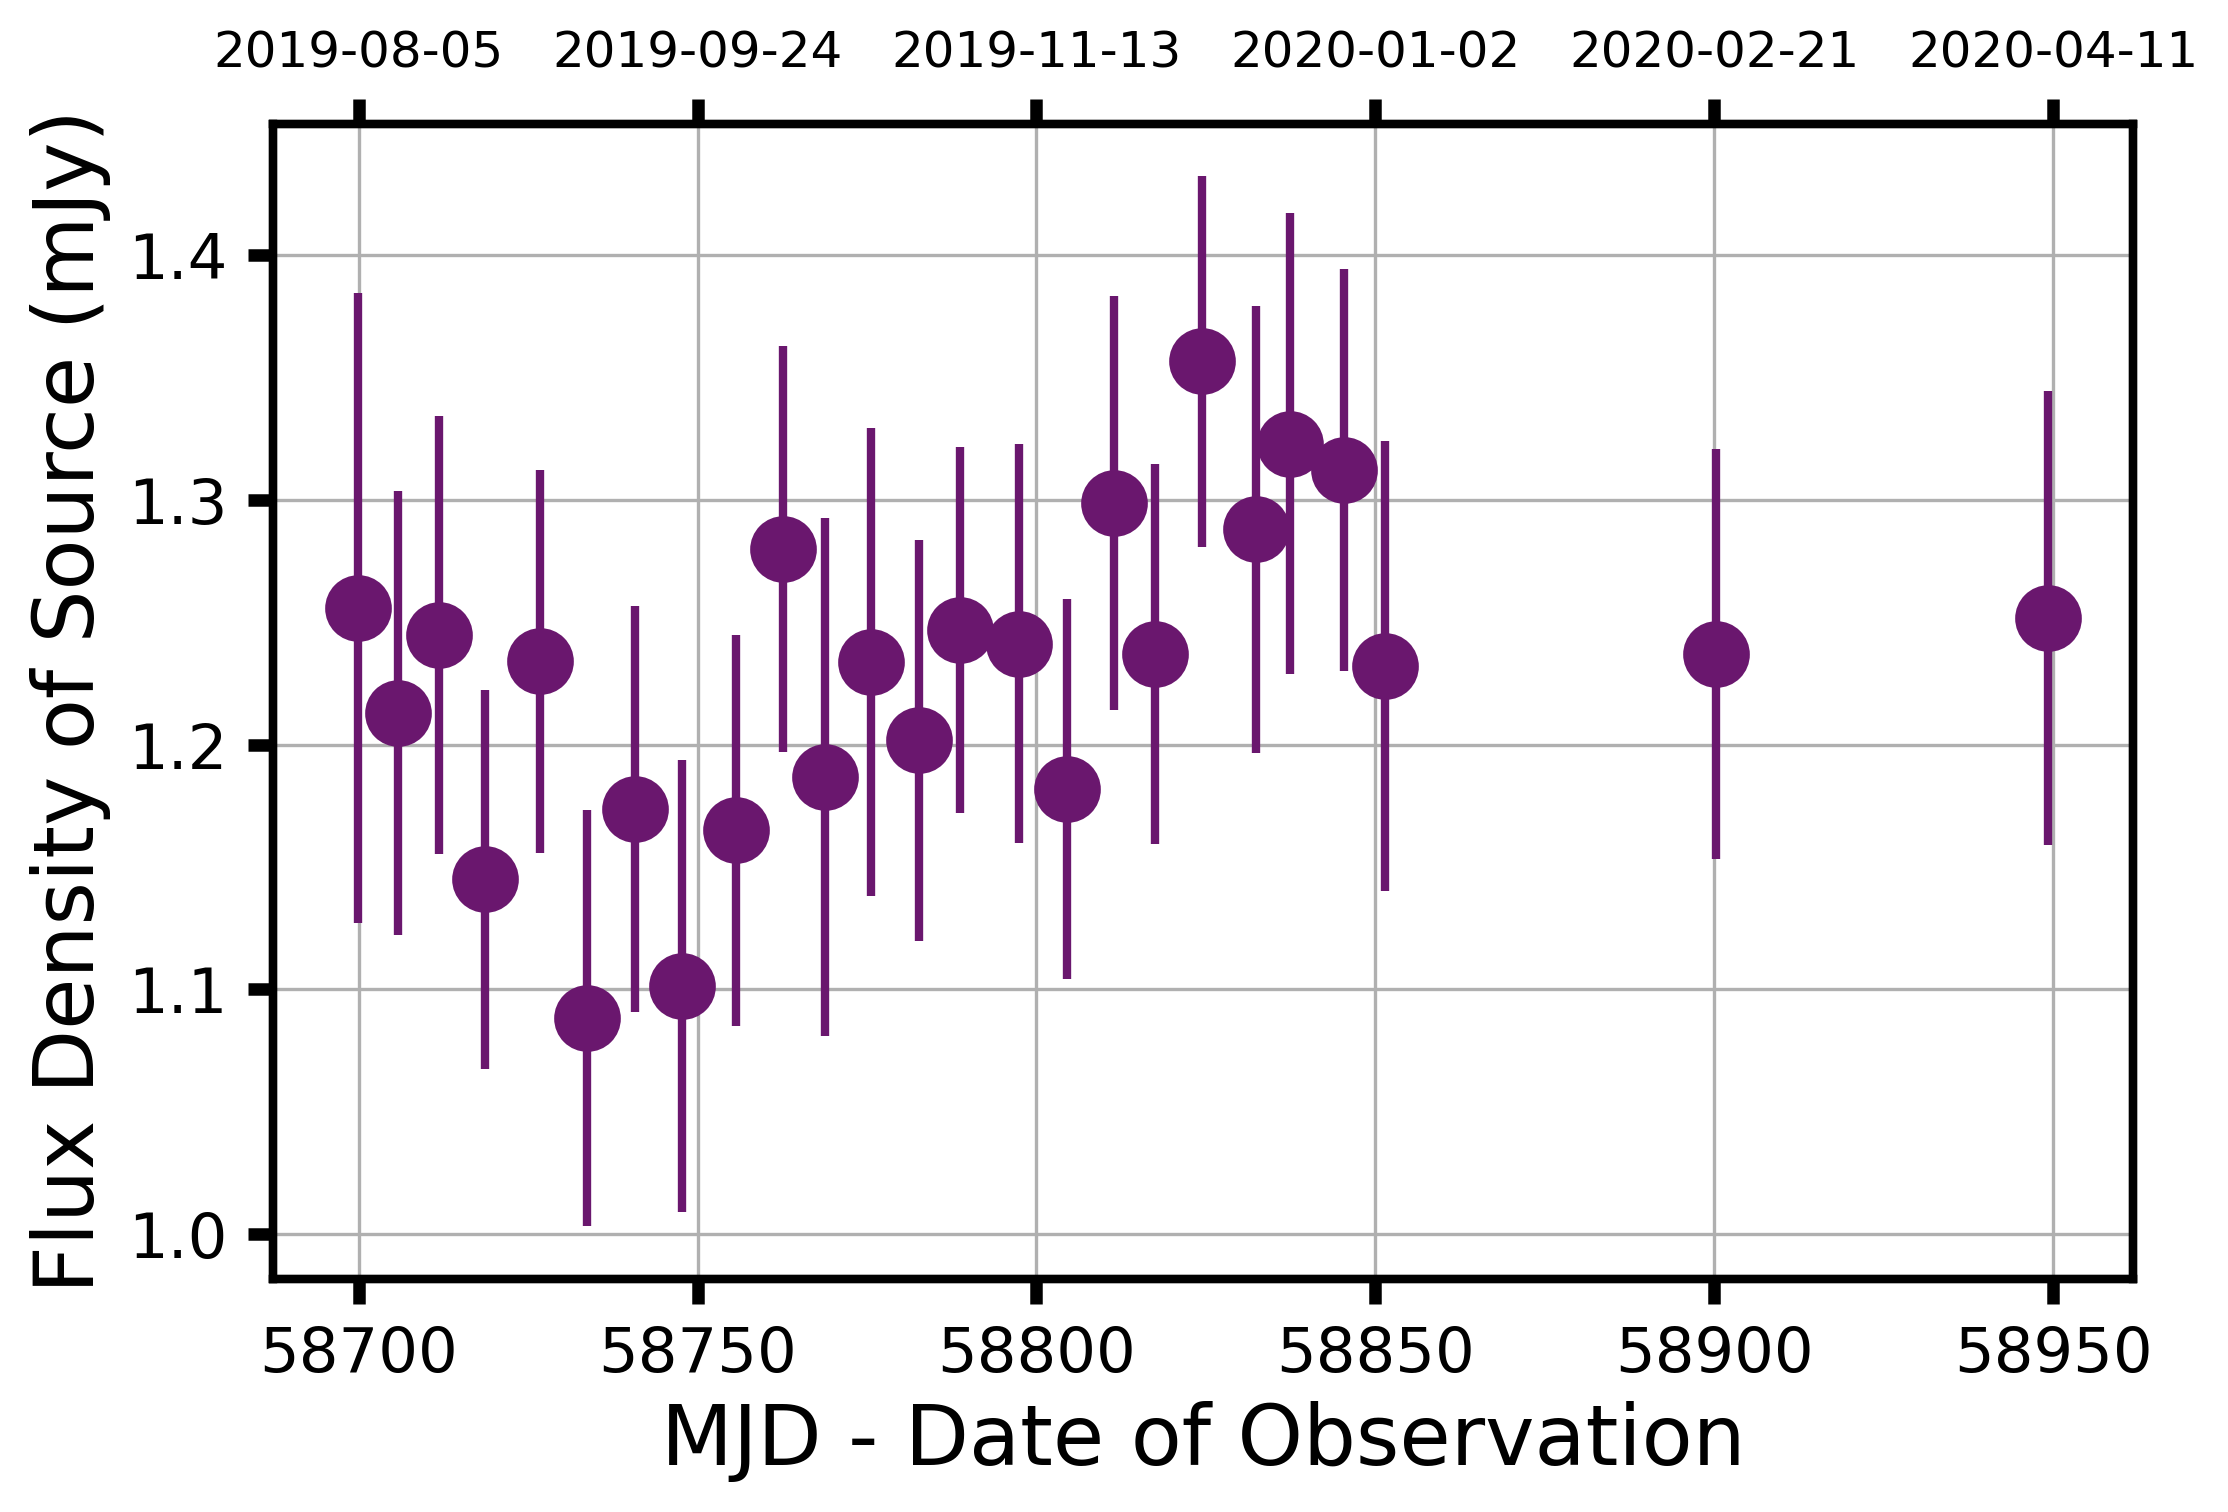 2019-08-05 2019-09-24 2019-11-13 2020-01-02 2020-02-21 2020-04-11
Flux Density of Source (mJy)
1.4
1.3
1.2
1.1
1.0
58700 58750 58800 58850 58900 58950
MJD - Date of Observation